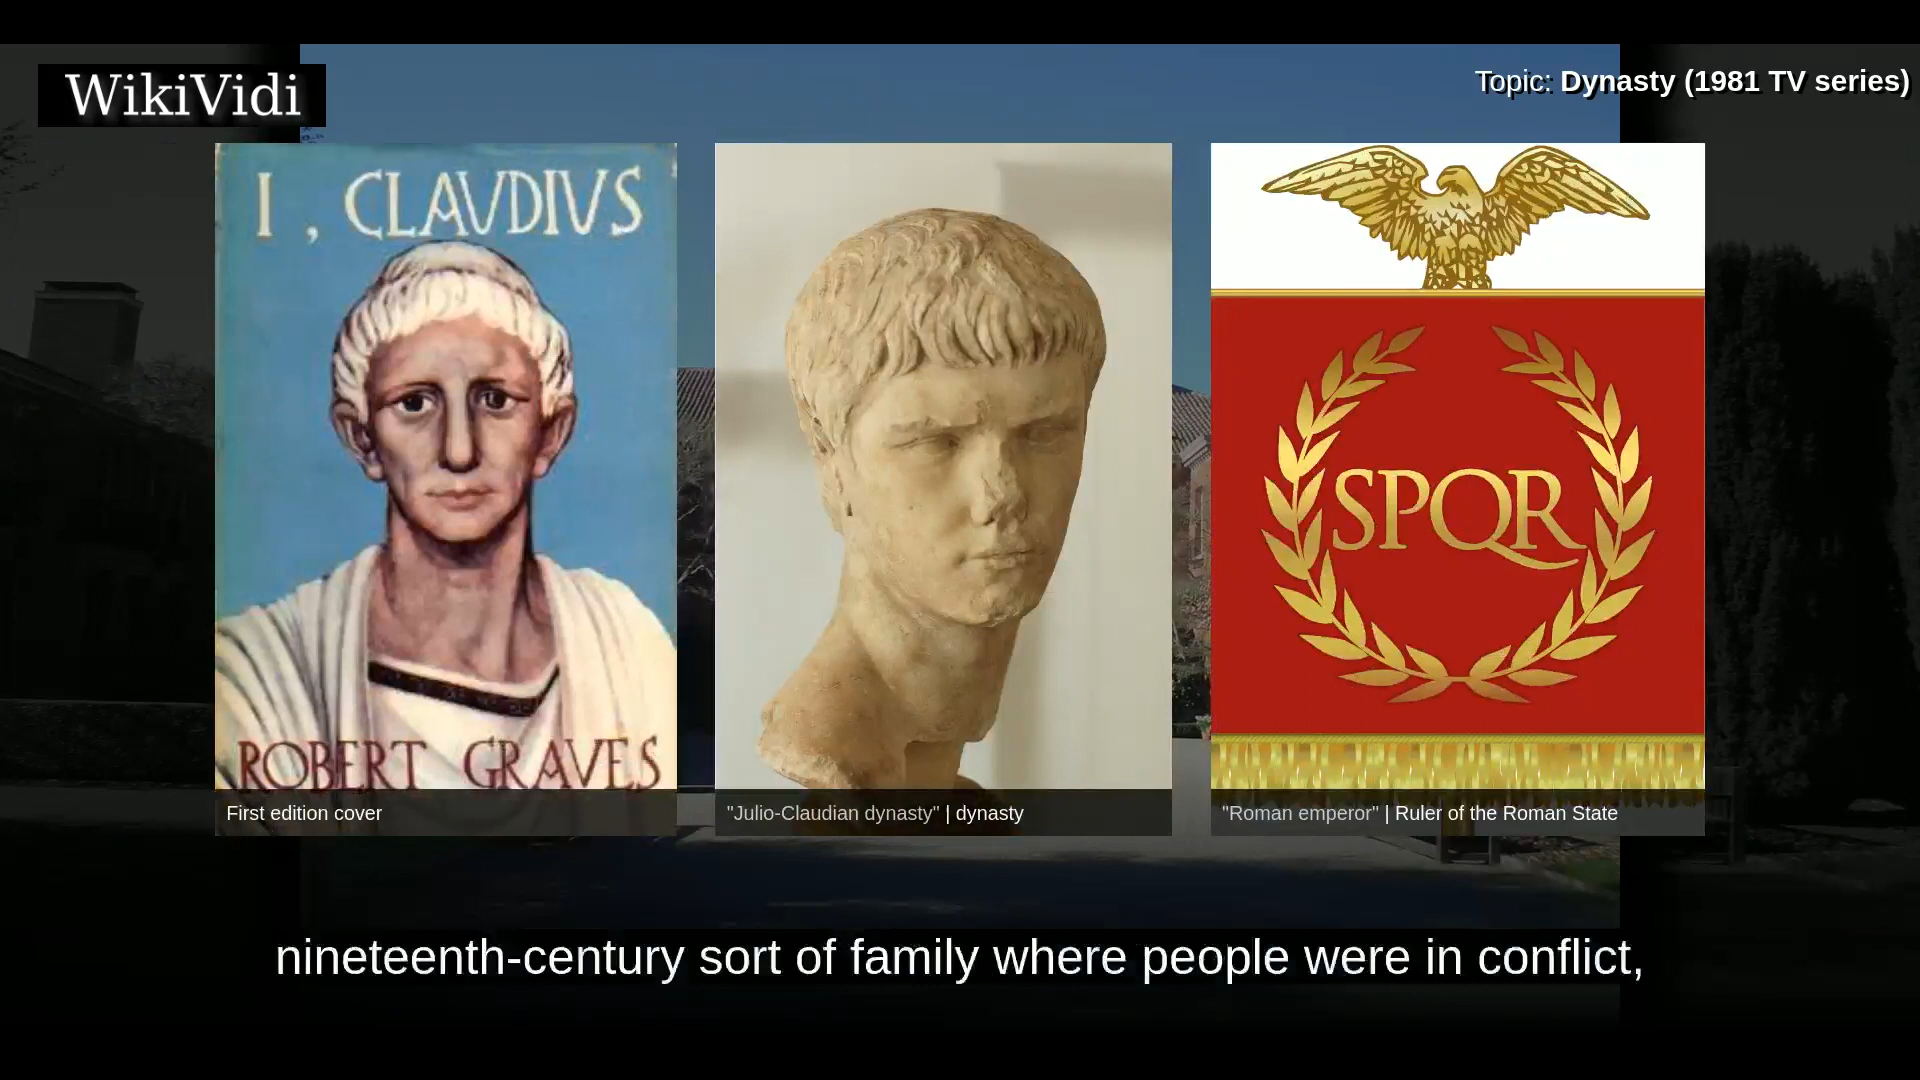 WikiVidi
Topic: Dynasty (1981 TV series)
I, CLAVDIVS
ROBERT GRAVES
First edition cover
"Julio-Claudian dynasty" | dynasty
SPQR
"Roman emperor" | Ruler of the Roman State
nineteenth-century sort of family where people were in conflict,